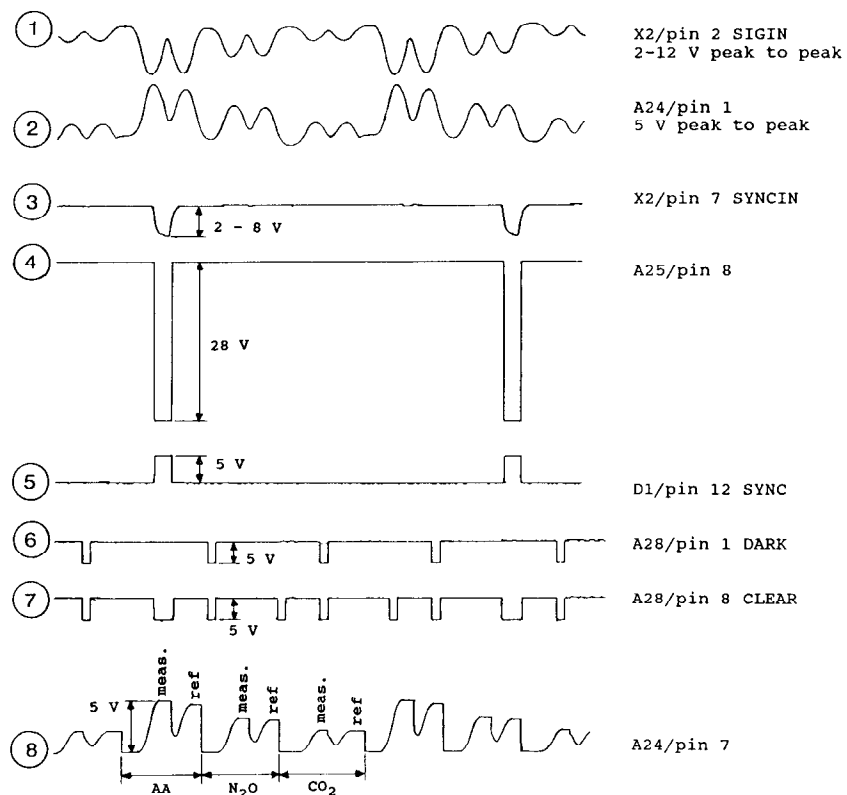 1
X2/pin 2 SIGIN
2-12 V peak to peak
2
A24/pin 1
5 V peak to peak
3
X2/pin 7 SYNCIN
2 - 8 V
4
A25/pin 8
28 V
5 V
5
D1/pin 12 SYNC
6
A28/pin 1 DARK
5 V
7
A28/pin 8 CLEAR
5 V
meas.
ref
meas.
ref
meas.
ref
5 V
8
A24/pin 7
AA
N₂O
CO₂